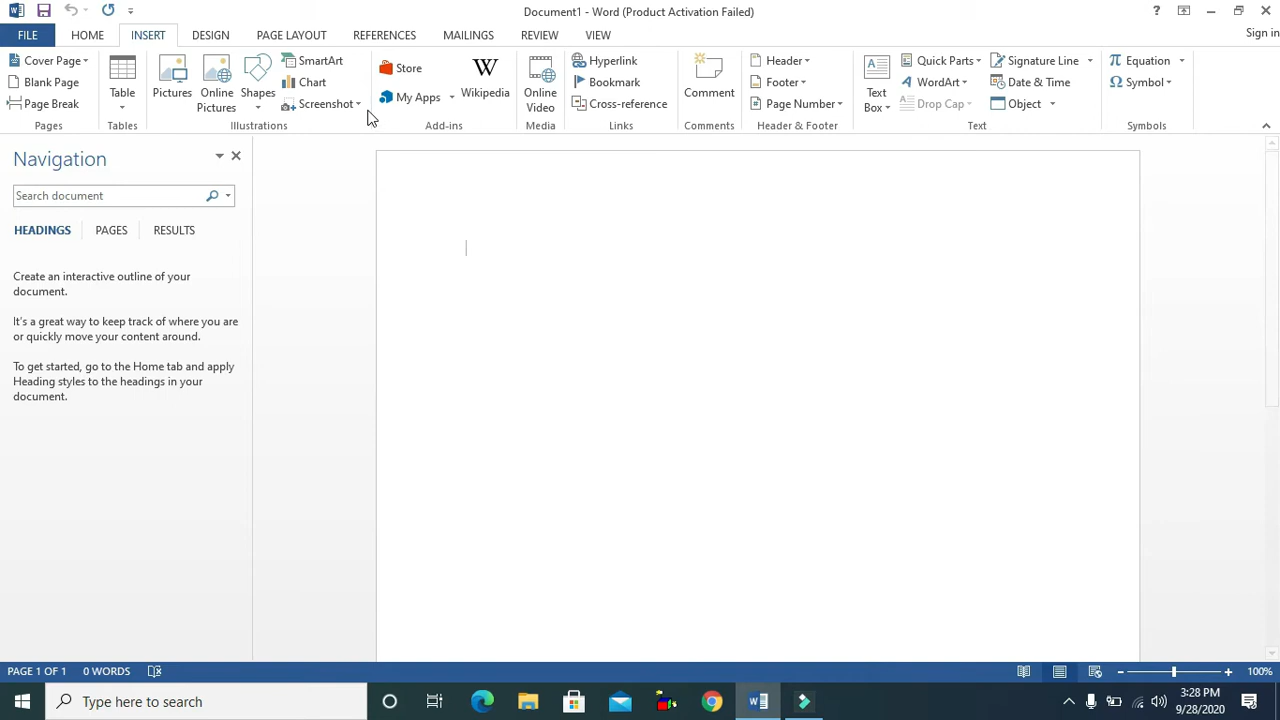 Document1 - Word (Product Activation Failed)
?
FILE HOME INSERT DESIGN PAGE LAYOUT REFERENCES MAILINGS REVIEW VIEW Sign in
Cover Page
Blank Page
Page Break
Pages
Table
Tables
Pictures
Online
Pictures
Shapes
SmartArt
Chart
Screenshot
Illustrations
Store
My Apps
W
Wikipedia
Add-ins
Online
Video
Media
Hyperlink
Bookmark
Cross-reference
Links
Comment
Comments
Header
Footer
Page Number
Header & Footer
Text
Box
Quick Parts
WordArt
Drop Cap
Signature Line
Date & Time
Object
Text
Equation
Symbol
Symbols
Navigation
Search document
HEADINGS PAGES RESULTS
Create an interactive outline of your
document.
It's a great way to keep track of where you are
or quickly move your content around.
To get started, go to the Home tab and apply
Heading styles to the headings in your
document.
PAGE 1 OF 1 0 WORDS 100%
Type here to search
3:28 PM
9/28/2020